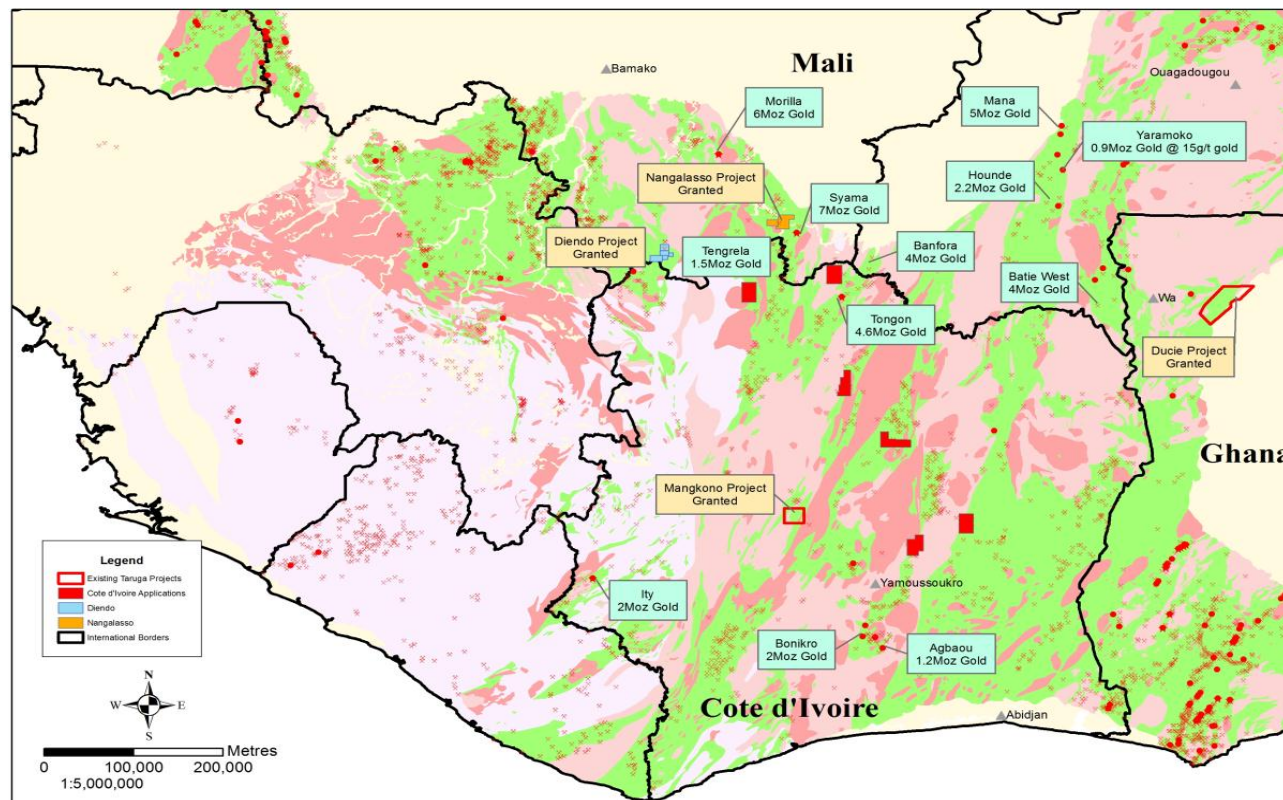 Mali
Bamako
Ouagadougou
Morilla
6Moz Gold
Mana
5Moz Gold
Yaramoko
0.9Moz Gold @ 15g/t gold
Nangalasso Project
Granted
Hounde
2.2Moz Gold
Syama
7Moz Gold
Diendo Project
Granted
Tengrela
1.5Moz Gold
Banfora
4Moz Gold
Batie West
4Moz Gold
Wa
Tongon
4.6Moz Gold
Ducie Project
Granted
Ghana
Mangkono Project
Granted
Legend
Existing Taruga Projects
Cote d'Ivoire Applications
Diendo
Nangalasso
International Borders
Ity
2Moz Gold
Yamoussoukro
Bonikro
2Moz Gold
Agbaou
1.2Moz Gold
Cote d'Ivoire
Abidjan
N
W
E
S
Metres
0
100,000
200,000
1:5,000,000